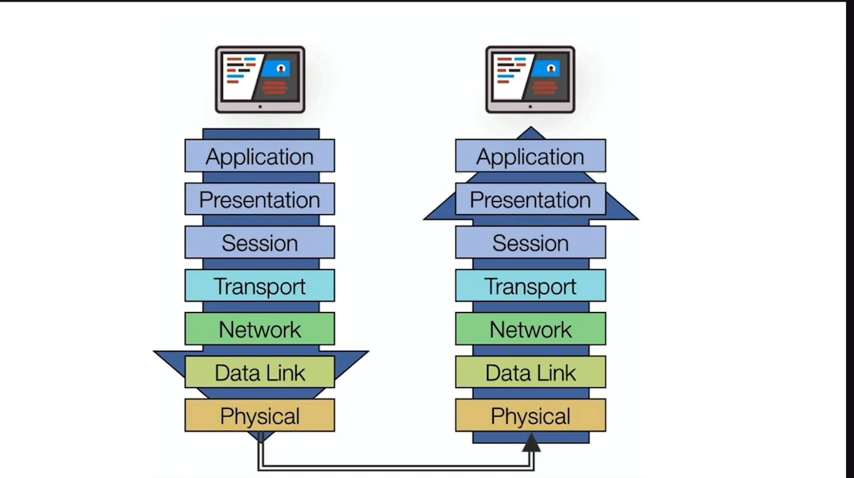 Application
Presentation
Session
Transport
Network
Data Link
Physical
Application
Presentation
Session
Transport
Network
Data Link
Physical